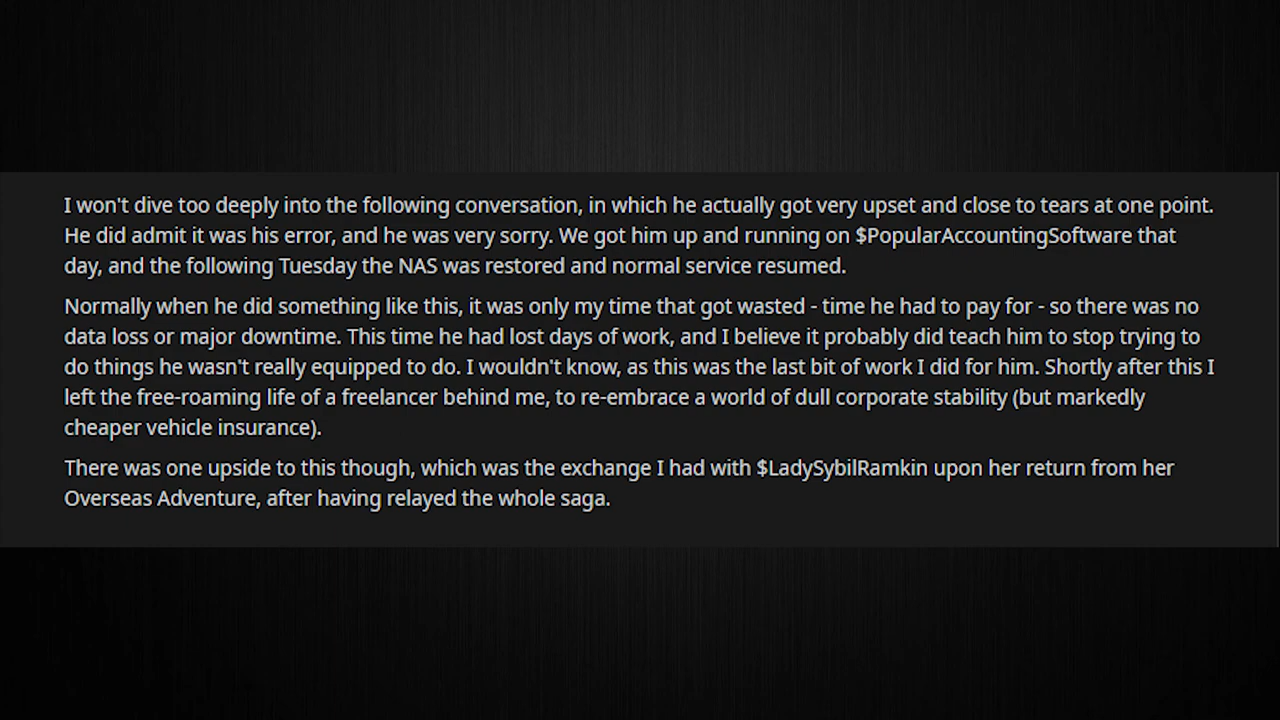 I won't dive too deeply into the following conversation, in which he actually got very upset and close to tears at one point.
He did admit it was his error, and he was very sorry. We got him up and running on $PopularAccountingSoftware that
day, and the following Tuesday the NAS was restored and normal service resumed.
Normally when he did something like this, it was only my time that got wasted - time he had to pay for - so there was no
data loss or major downtime. This time he had lost days of work, and I believe it probably did teach him to stop trying to
do things he wasn't really equipped to do. I wouldn't know, as this was the last bit of work I did for him. Shortly after this I
left the free-roaming life of a freelancer behind me, to re-embrace a world of dull corporate stability (but markedly
cheaper vehicle insurance).
There was one upside to this though, which was the exchange I had with $LadySybilRamkin upon her return from her
Overseas Adventure, after having relayed the whole saga.